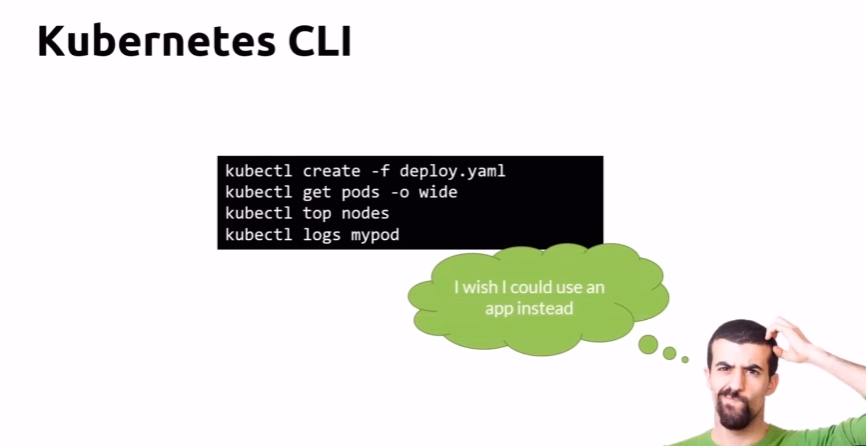 Kubernetes CLI
kubectl create -f deploy.yaml
kubectl get pods -o wide
kubectl top nodes
kubectl logs mypod
I wish I could use an
app instead